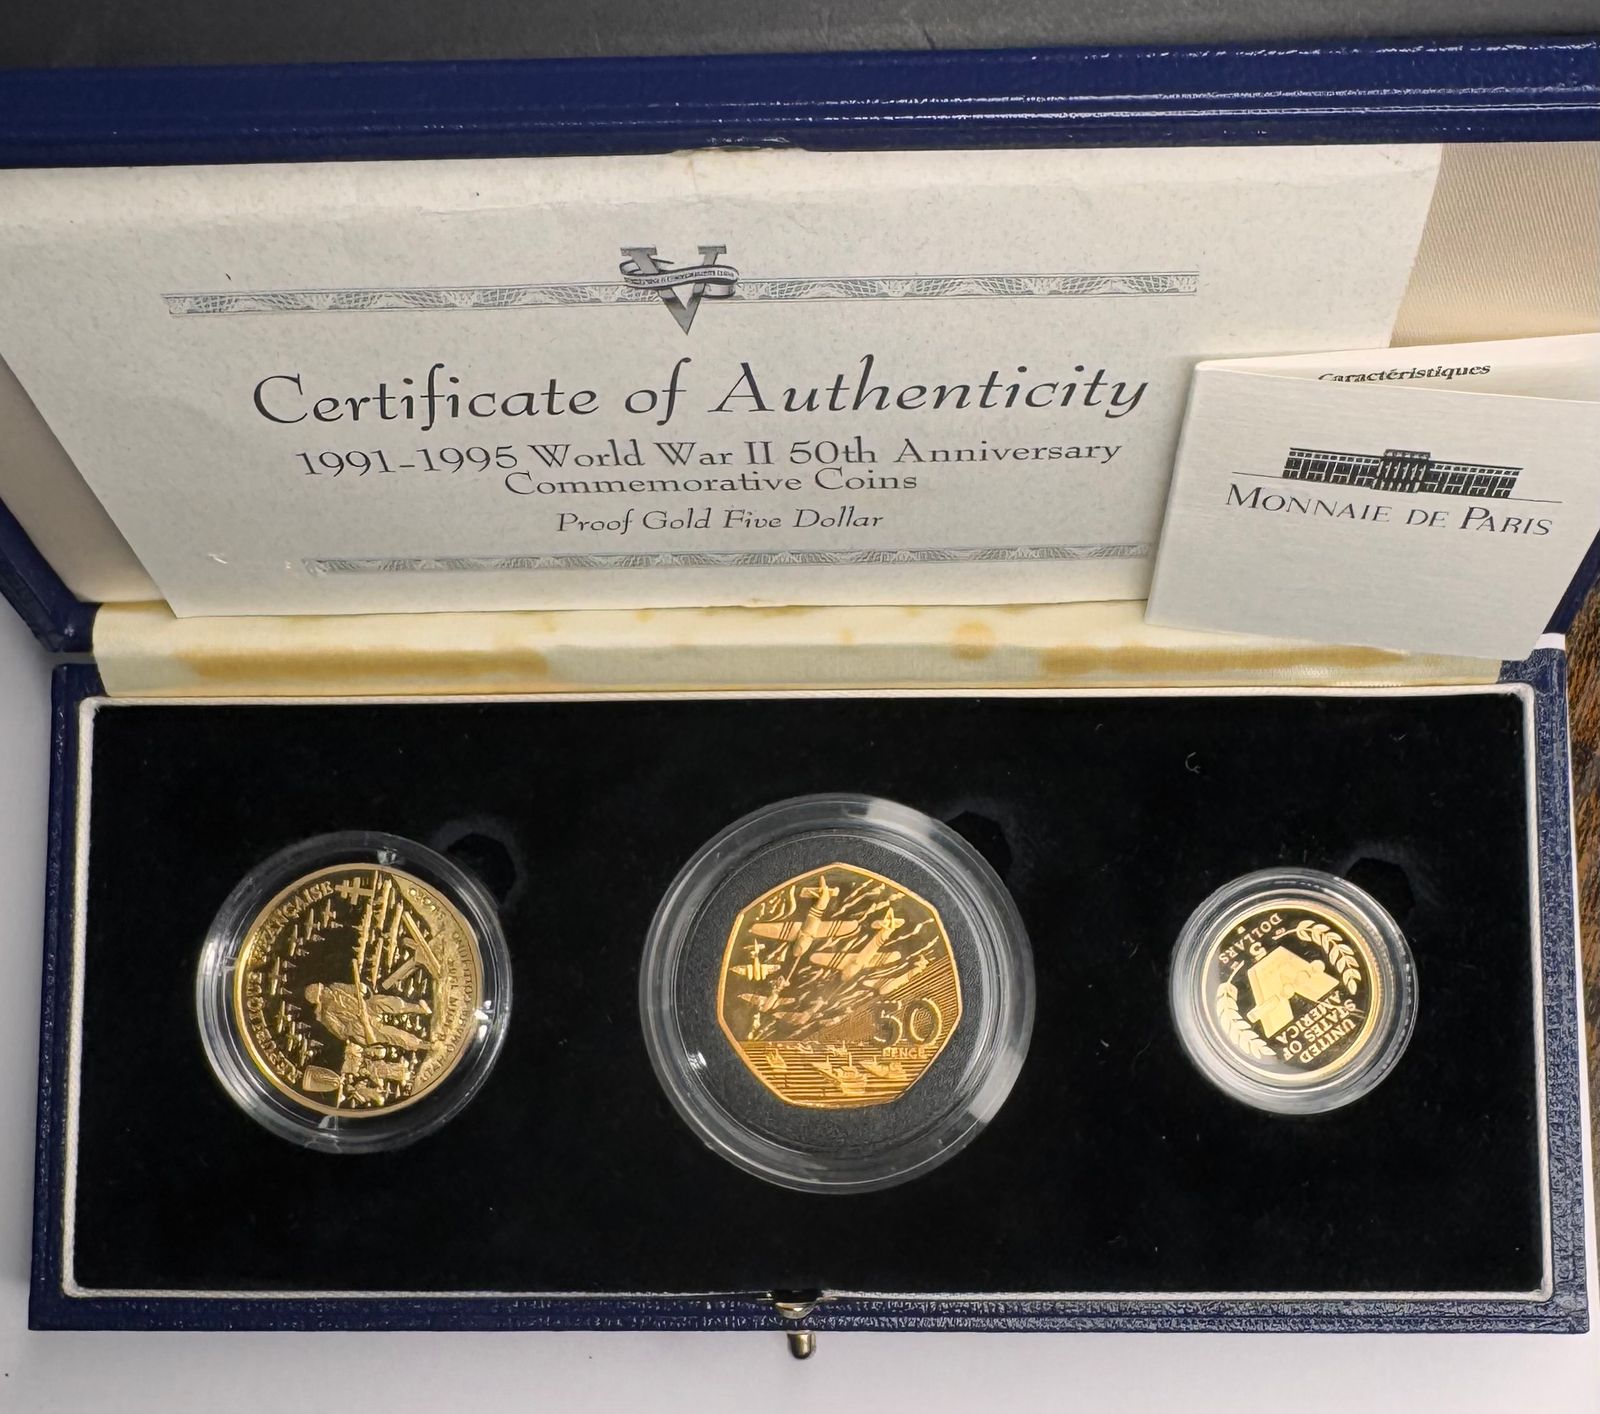 Certificate of Authenticity
1991-1995 World War II 50th Anniversary
Commemorative Coins
Proof Gold Five Dollar
Caractéristiques
MONNAIE DE PARIS
RÉPUBLIQUE FRANÇAISE
50
PENCE
5
DOLLARS
UNITED
STATES OF
AMERICA